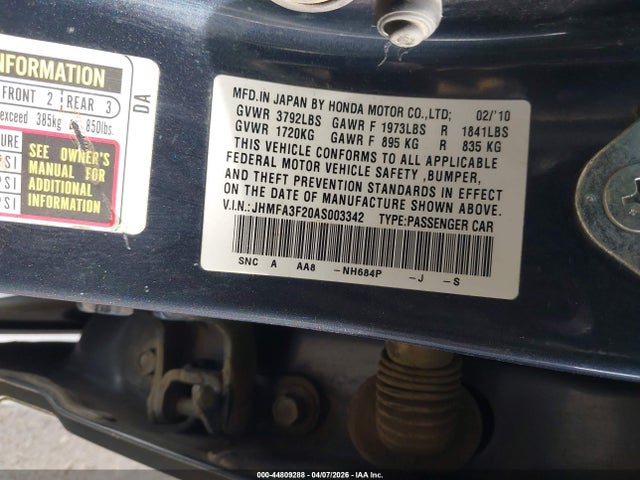 INFORMATION
FRONT 2 REAR 3
exceed 385kg 850lbs.
SEE OWNER'S
MANUAL FOR
ADDITIONAL
INFORMATION
PSI
PSI
DA
MFD.IN JAPAN BY HONDA MOTOR CO.,LTD; 02/'10
GVWR 3792LBS GAWR F 1973LBS R 1841LBS
GVWR 1720KG GAWR F 895 KG R 835 KG
THIS VEHICLE CONFORMS TO ALL APPLICABLE
FEDERAL MOTOR VEHICLE SAFETY ,BUMPER,
AND THEFT PREVENTION STANDARDS IN EFFECT
ON THE DATE OF MANUFACTURE SHOWN ABOVE.
V.I.N.:JHMFA3F20AS003342 TYPE:PASSENGER CAR
SNC A AA8 -NH684P -J -S
000-44809288 - 04/07/2026 - IAA Inc.